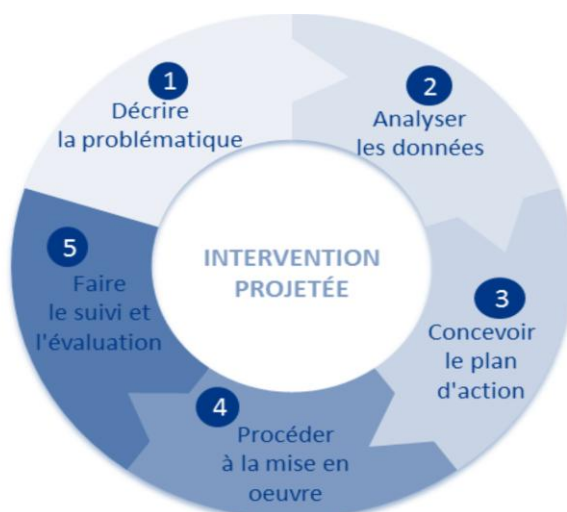 1
Décrire
la problématique
2
Analyser
les données
3
Concevoir
le plan
d'action
4
Procéder
à la mise en
oeuvre
5
Faire
le suivi et
l'évaluation
INTERVENTION
PROJETÉE